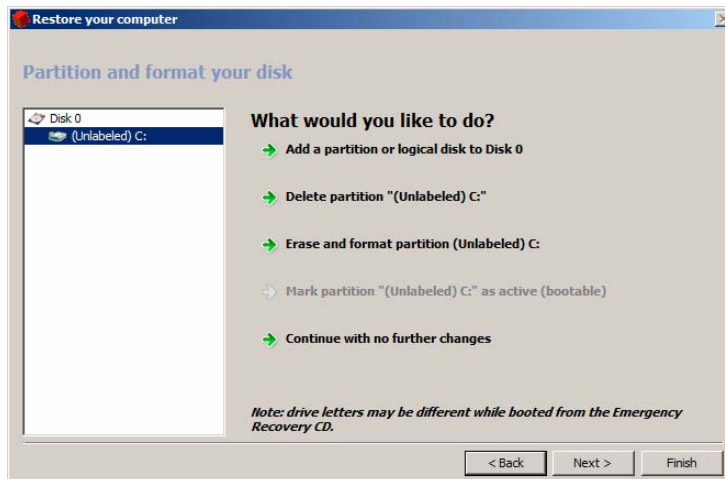 Restore your computer
Partition and format your disk
Disk 0
(Unlabeled) C:
What would you like to do?
Add a partition or logical disk to Disk 0
Delete partition "(Unlabeled) C:"
Erase and format partition (Unlabeled) C:
Mark partition "(Unlabeled) C:" as active (bootable)
Continue with no further changes
Note: drive letters may be different while booted from the Emergency
Recovery CD.
< Back
Next >
Finish